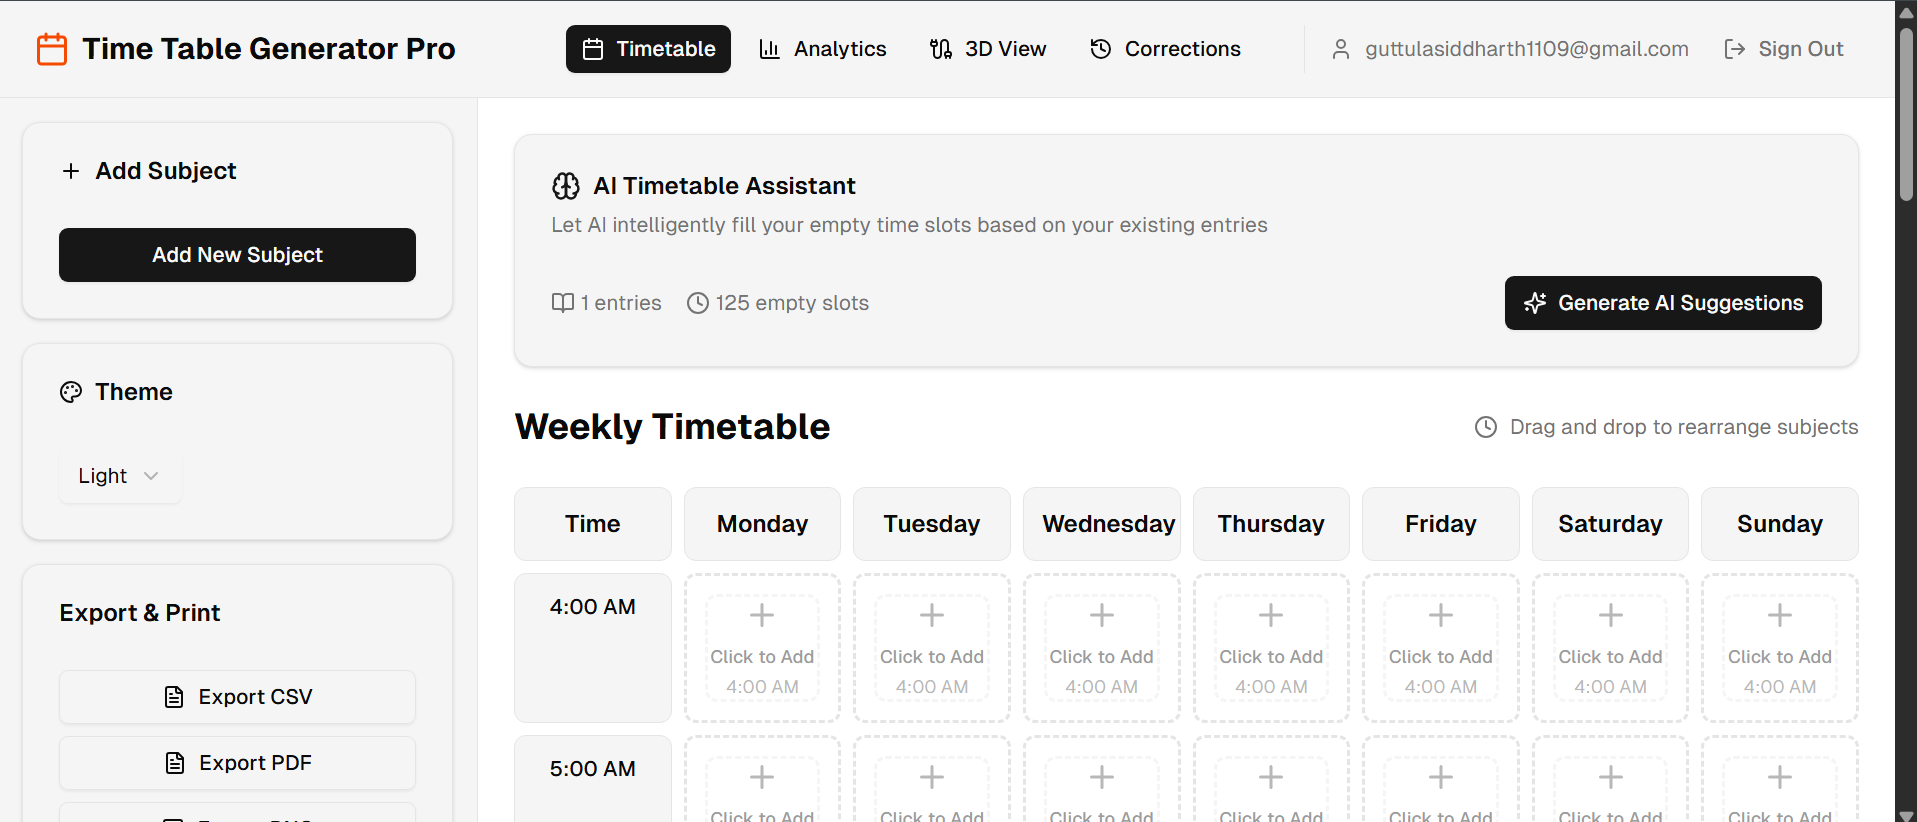 Time Table Generator Pro
Timetable
Analytics
3D View
Corrections
guttulasiddharth1109@gmail.com
Sign Out
Add Subject
Add New Subject
Theme
Light
Export & Print
Export CSV
Export PDF
AI Timetable Assistant
Let AI intelligently fill your empty time slots based on your existing entries
1 entries
125 empty slots
Generate AI Suggestions
Weekly Timetable
Drag and drop to rearrange subjects
Time Monday Tuesday Wednesday Thursday Friday Saturday Sunday
4:00 AM
Click to Add Click to Add Click to Add Click to Add Click to Add Click to Add Click to Add
4:00 AM 4:00 AM 4:00 AM 4:00 AM 4:00 AM 4:00 AM 4:00 AM
5:00 AM
Click to Add Click to Add Click to Add Click to Add Click to Add Click to Add Click to Add